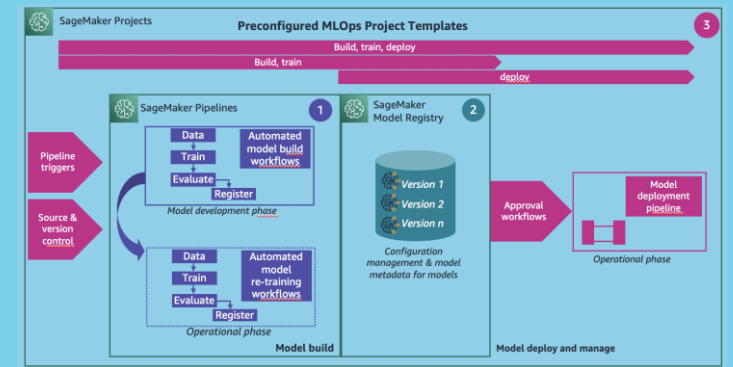 SageMaker Projects
Preconfigured MLOps Project Templates
3
Build, train, deploy
Build, train
deploy
SageMaker Pipelines
1
SageMaker
Model Registry
2
Pipeline
triggers
Source &
version
control
Data
Train
Evaluate
Register
Automated
model build
workflows
Model development phase
Data
Train
Evaluate
Register
Automated
model
re-training
workflows
Operational phase
Model build
Version 1
Version 2
Version n
Configuration
management & model
metadata for models
Approval
workflows
Model
deployment
pipeline
Operational phase
Model deploy and manage